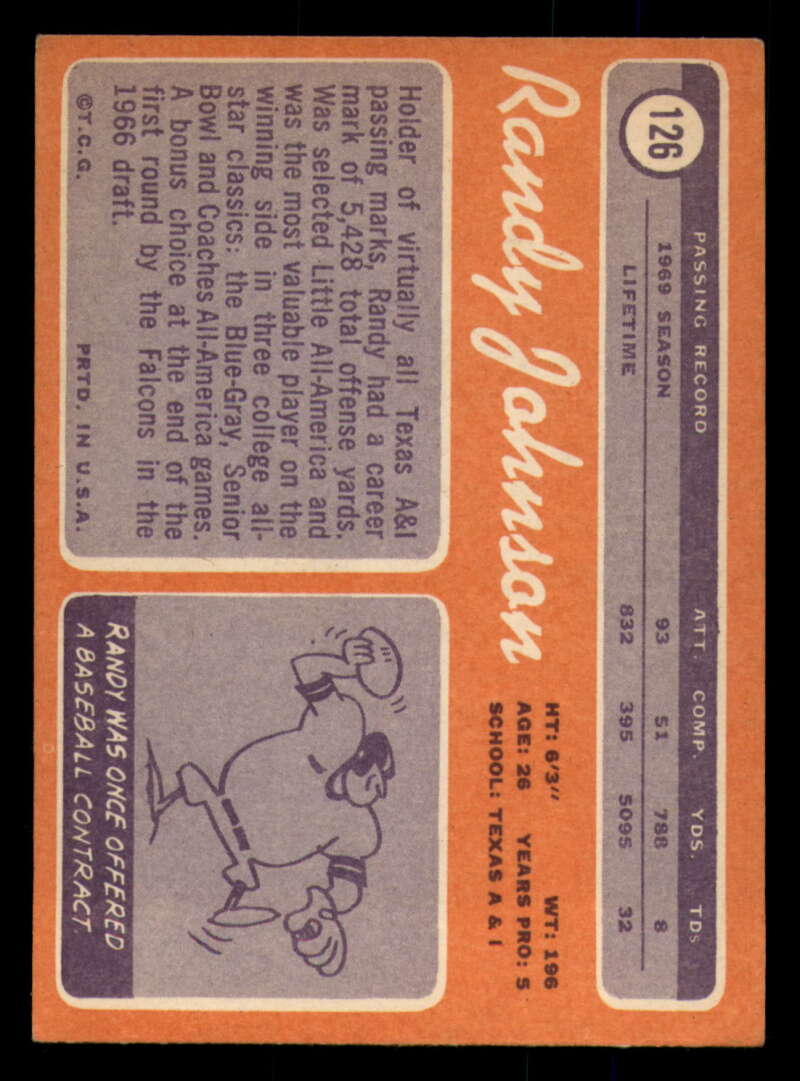 126
PASSING RECORD ATT. COMP. YDS. TDs
1969 SEASON 93 51 788 8
LIFETIME 832 395 5095 32
Randy Johnson
HT: 6'3" WT: 196
AGE: 26 YEARS PRO: 5
SCHOOL: TEXAS A & I
Holder of virtually all Texas A&I
passing marks, Randy had a career
mark of 5,428 total offense yards.
Was selected Little All-America and
was the most valuable player on the
winning side in three college all-
star classics: the Blue-Gray, Senior
Bowl and Coaches All-America games.
A bonus choice at the end of the
first round by the Falcons in the
1966 draft.
©T.C.G. PRTD. IN U.S.A.
RANDY WAS ONCE OFFERED
A BASEBALL CONTRACT.